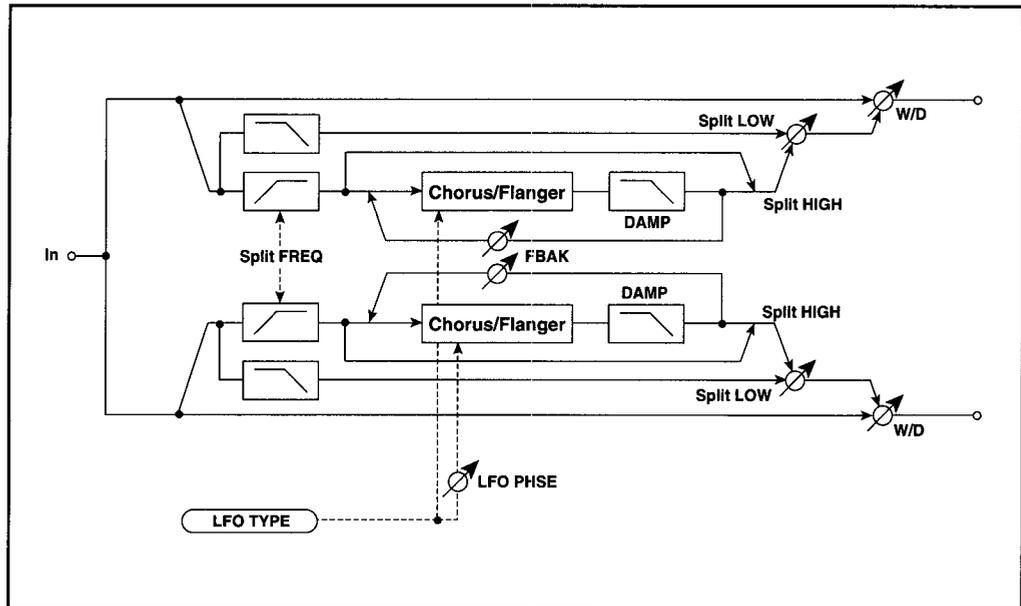 W/D
Split LOW
Chorus/Flanger
Split HIGH
DAMP
In
Split FREQ
FBAK
DAMP
Chorus/Flanger
Split HIGH
Split LOW
W/D
LFO PHSE
LFO TYPE